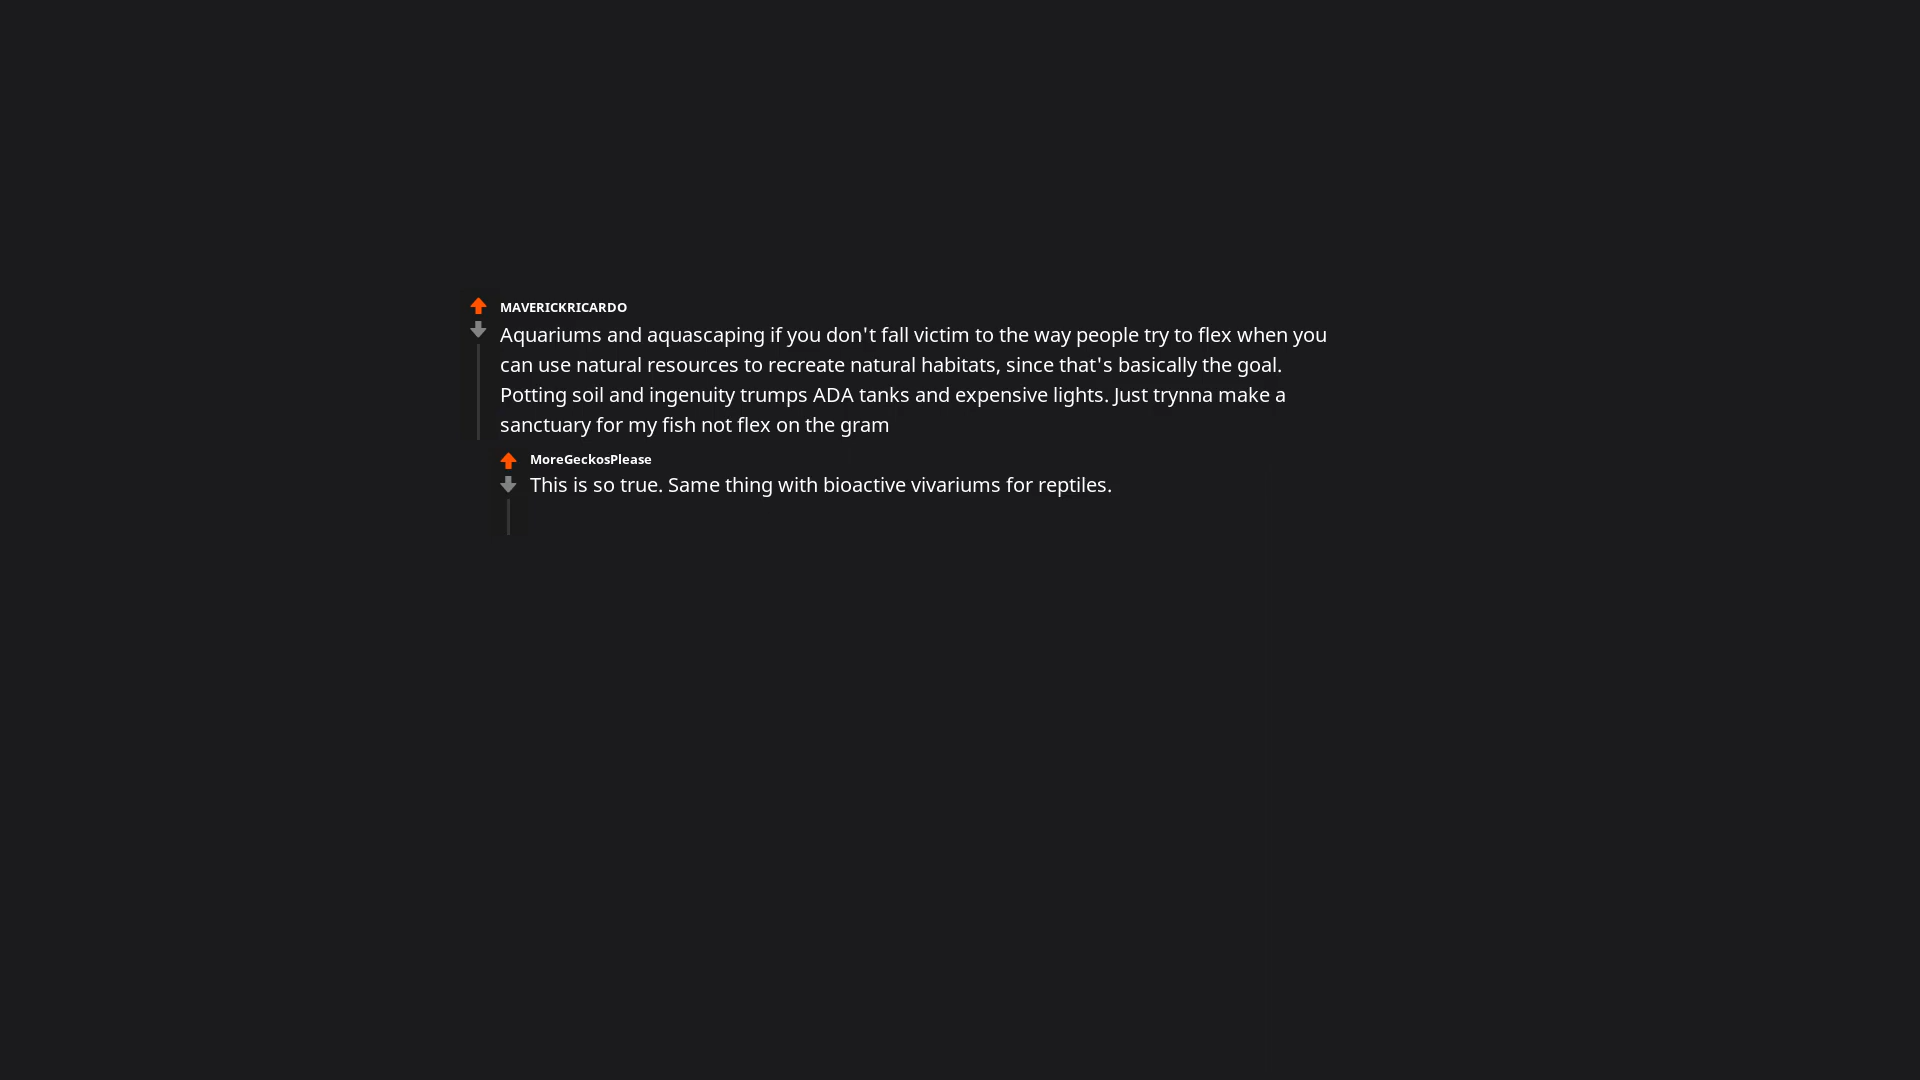 MAVERICKRICARDO
Aquariums and aquascaping if you don't fall victim to the way people try to flex when you
can use natural resources to recreate natural habitats, since that's basically the goal.
Potting soil and ingenuity trumps ADA tanks and expensive lights. Just trynna make a
sanctuary for my fish not flex on the gram
MoreGeckosPlease
This is so true. Same thing with bioactive vivariums for reptiles.